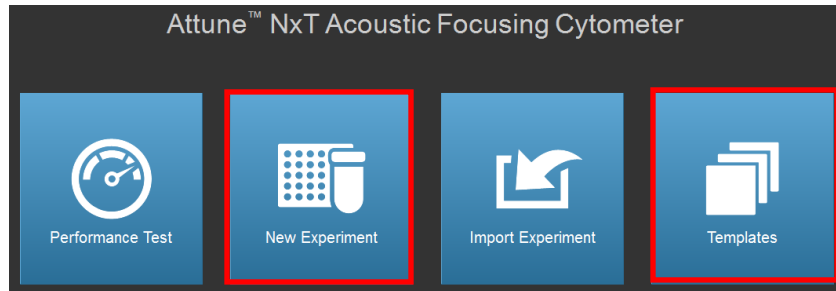 Attune™ NxT Acoustic Focusing Cytometer
Performance Test
New Experiment
Import Experiment
Templates